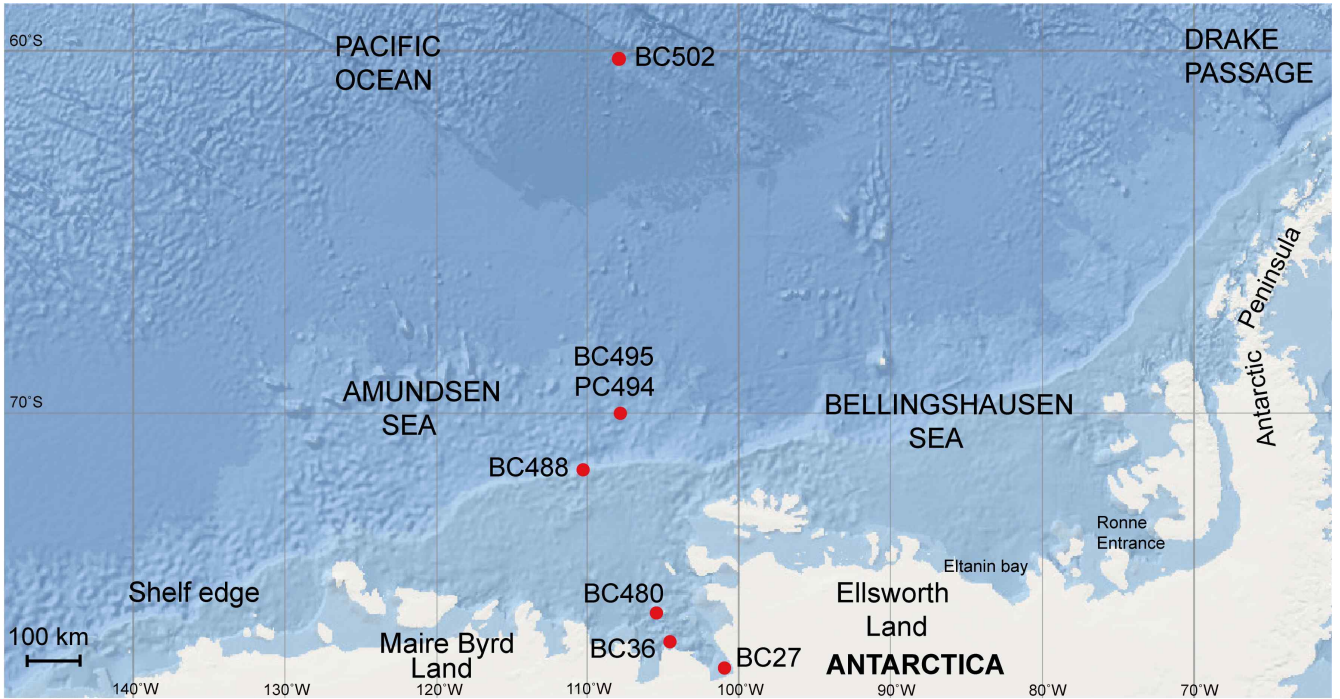 60°S
PACIFIC
OCEAN
BC502
DRAKE
PASSAGE
Antarctic Peninsula
BC495
PC494
AMUNDSEN
SEA
70°S
BELLINGSHAUSEN
SEA
BC488
Ronne
Entrance
Eltanin bay
Shelf edge
BC480
Ellsworth
Land
100 km
Maire Byrd
Land
BC36
BC27
ANTARCTICA
140°W
130°W
120°W
110°W
100°W
90°W
80°W
70°W